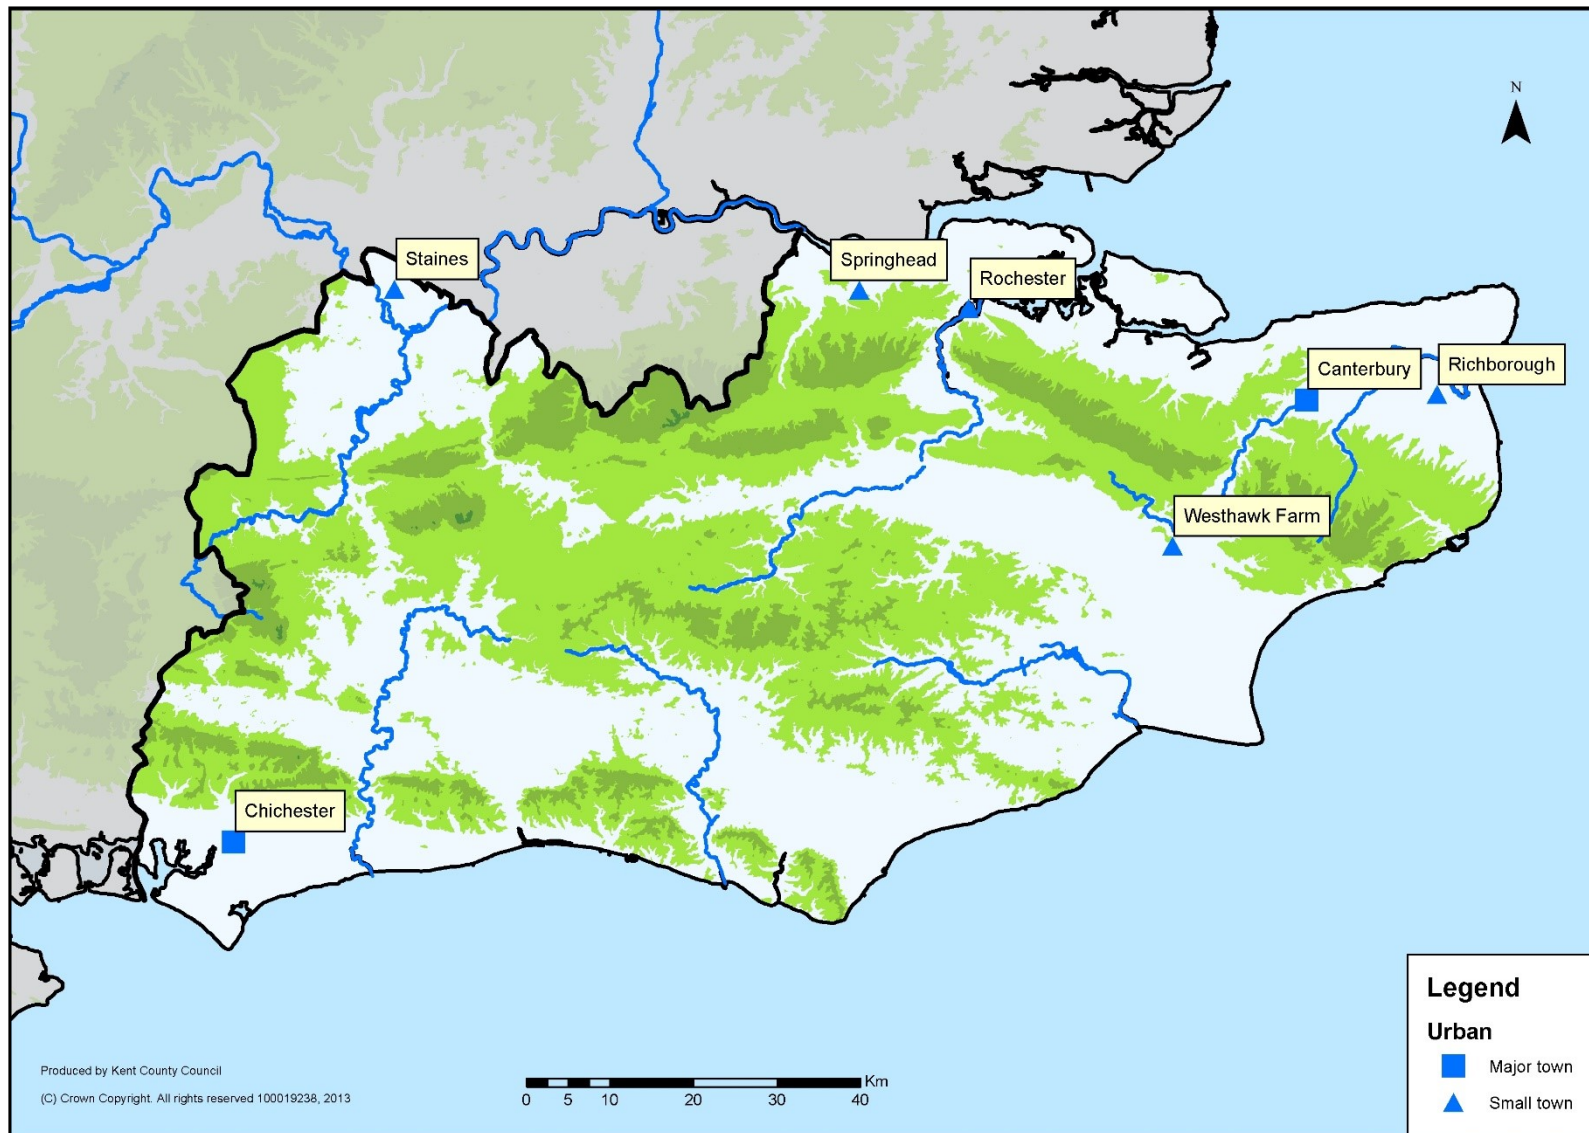 N
Staines
Springhead
Rochester
Canterbury
Richborough
Westhawk Farm
Chichester
Legend
Urban
Major town
Small town
Produced by Kent County Council
(C) Crown Copyright. All rights reserved 100019238, 2013
Km
0 5 10 20 30 40